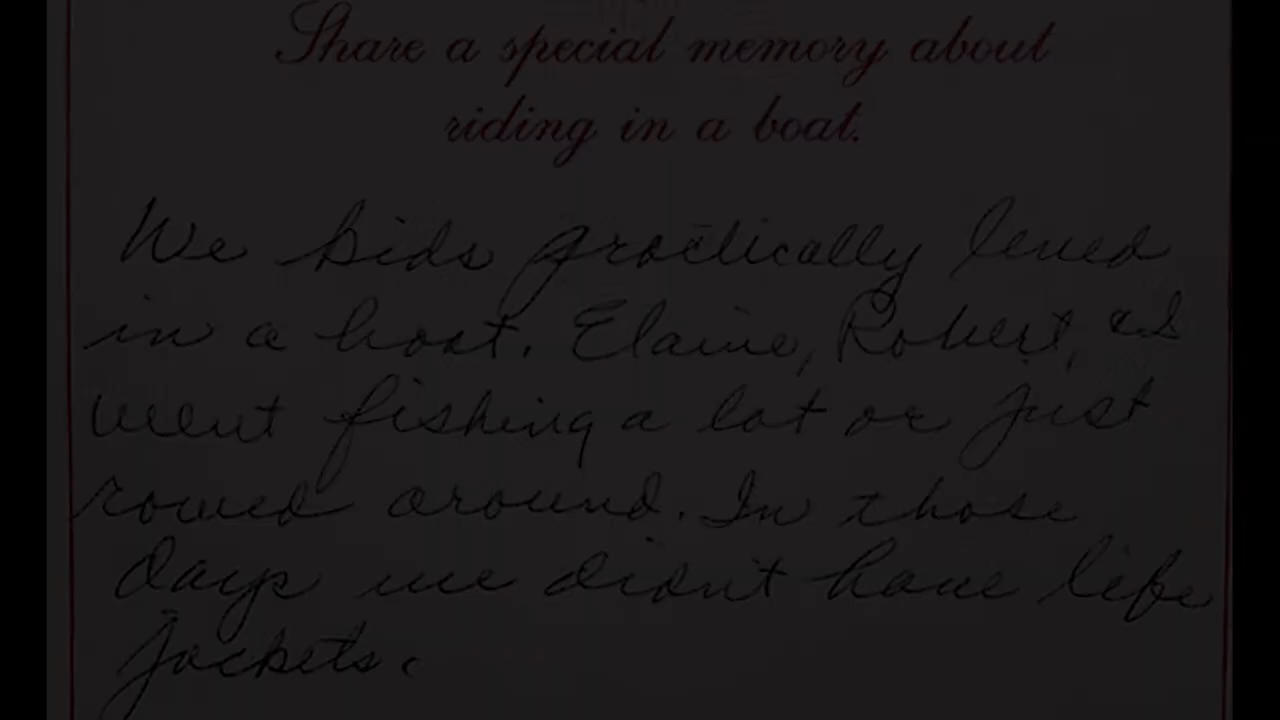 Share a special memory about
riding in a boat.
We kids practically lived
in a boat. Elaine, Robert, & I
went fishing a lot or just
rowed around. In those
days we didn't have life
jackets.